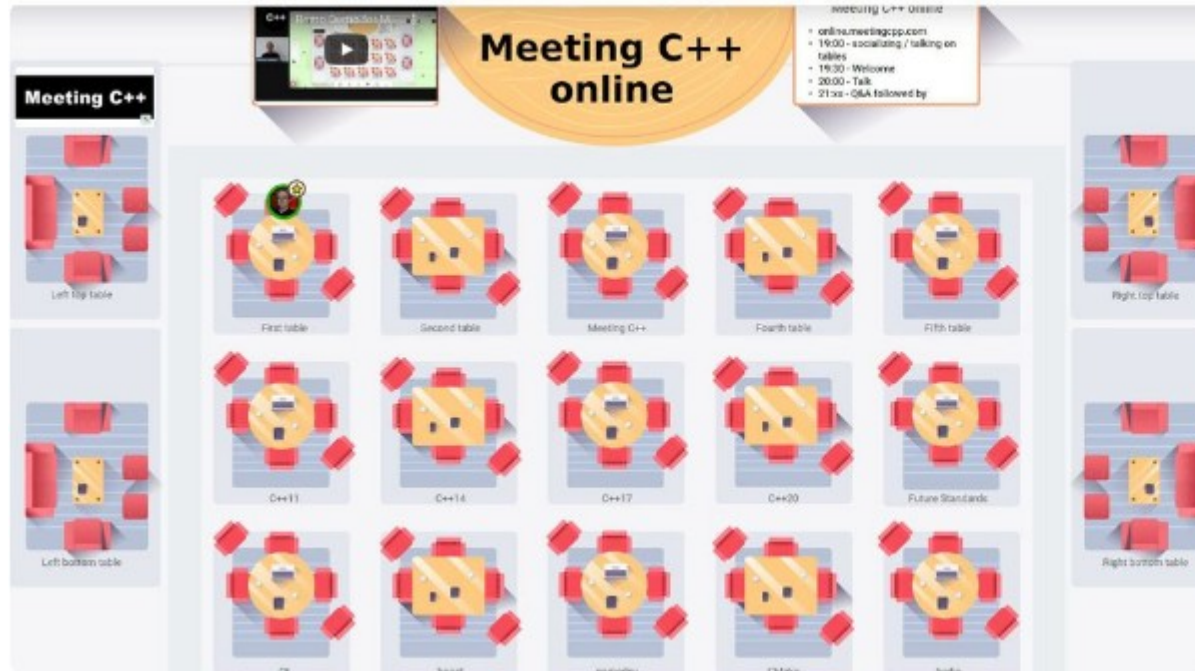 C++
Meeting C++
online
Meeting C++ online
• online.meetingcpp.com
• 19:00 - socializing / talking on
tables
• 19:30 - Welcome
• 20:00 - Talk
• 21:xx - Q&A followed by
Meeting C++
Left top table
Right top table
First table
Second table
Meeting C++
Fourth table
Fifth table
C++11
C++14
C++17
C++20
Future Standards
Left bottom table
Right bottom table